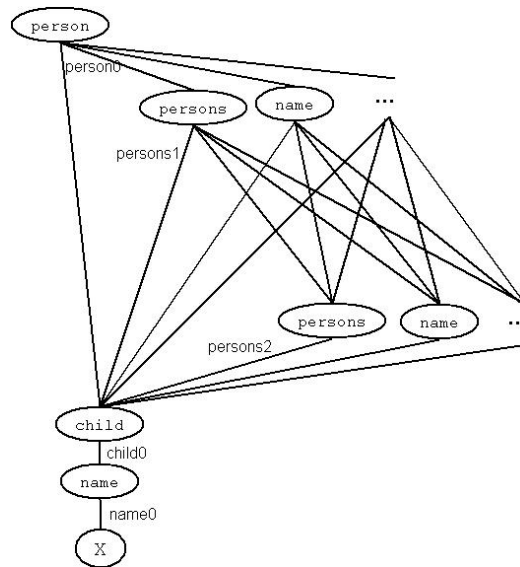 person
person0
persons
name
...
persons1
persons
name
...
persons2
child
child0
name
name0
X